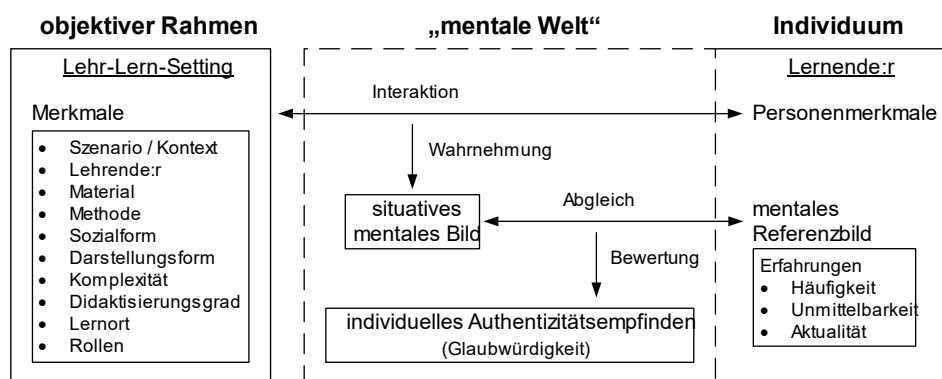 objektiver Rahmen
Lehr-Lern-Setting
Merkmale
• Szenario / Kontext
• Lehrende:r
• Material
• Methode
• Sozialform
• Darstellungsform
• Komplexität
• Didaktisierungsgrad
• Lernort
• Rollen
„mentale Welt“
Interaktion
Wahrnehmung
situatives
mentales Bild
Abgleich
Bewertung
individuelles Authentizitätsempfinden
(Glaubwürdigkeit)
Individuum
Lernende:r
Personenmerkmale
mentales
Referenzbild
Erfahrungen
• Häufigkeit
• Unmittelbarkeit
• Aktualität